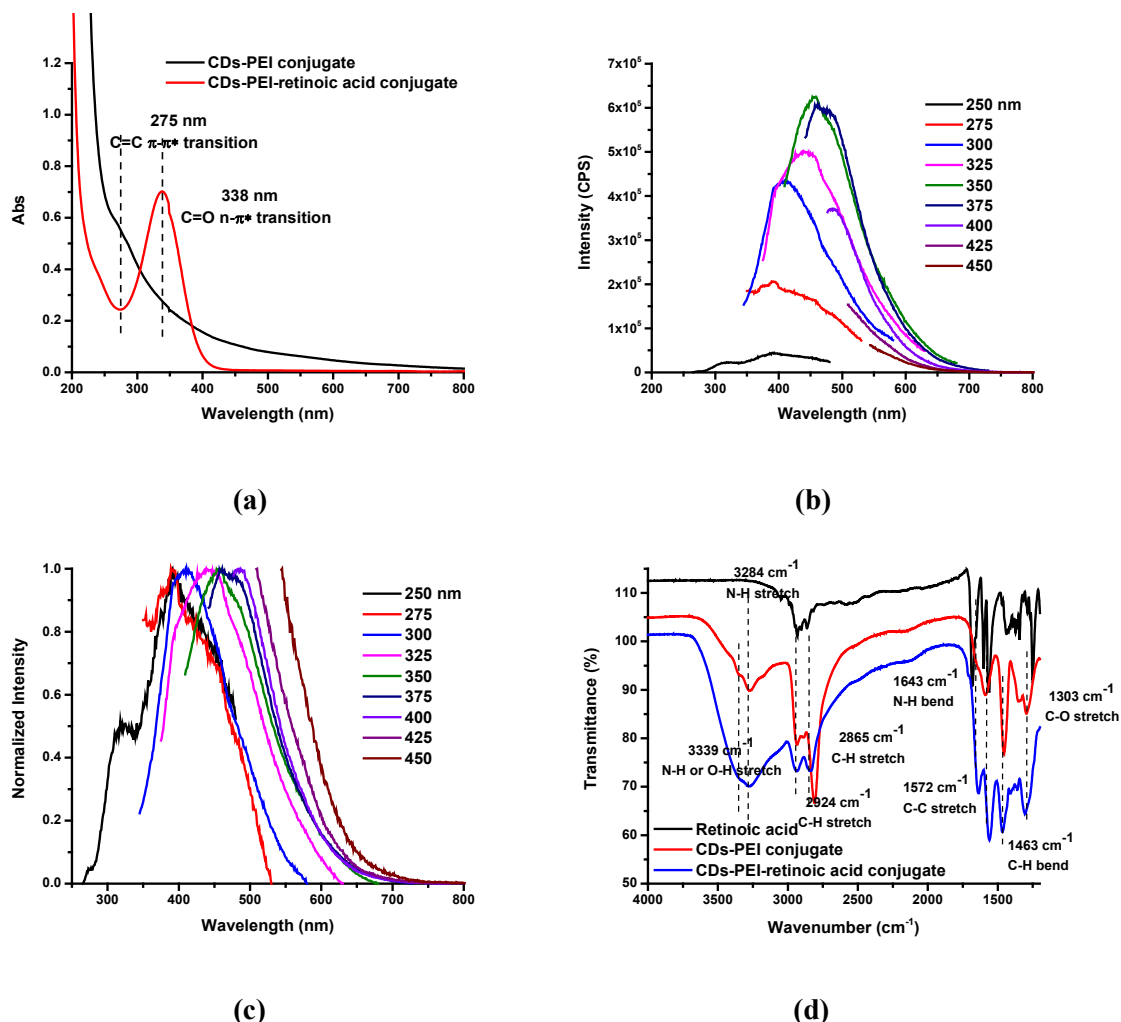 CDs-PEI conjugate
CDs-PEI-retinoic acid conjugate
1.2
1.0
0.8
0.6
0.4
0.2
0.0
Abs
275 nm
C=C π-π* transition
338 nm
C=O n-π* transition
200 300 400 500 600 700 800
Wavelength (nm)
(a)
7x10⁵
6x10⁵
5x10⁵
4x10⁵
3x10⁵
2x10⁵
1x10⁵
0
Intensity (CPS)
250 nm
275
300
325
350
375
400
425
450
200 300 400 500 600 700 800
Wavelength (nm)
(b)
1.0
0.8
0.6
0.4
0.2
0.0
Normalized Intensity
250 nm
275
300
325
350
375
400
425
450
300 400 500 600 700 800
Wavelength (nm)
(c)
110
100
90
80
70
60
50
Transmittance (%)
3284 cm⁻¹
N-H stretch
3339 cm⁻¹
N-H or O-H stretch
1643 cm⁻¹
N-H bend
2865 cm⁻¹
C-H stretch
2924 cm⁻¹
C-H stretch
1303 cm⁻¹
C-O stretch
1572 cm⁻¹
C-C stretch
1463 cm⁻¹
C-H bend
Retinoic acid
CDs-PEI conjugate
CDs-PEI-retinoic acid conjugate
4000 3500 3000 2500 2000 1500
Wavenumber (cm⁻¹)
(d)